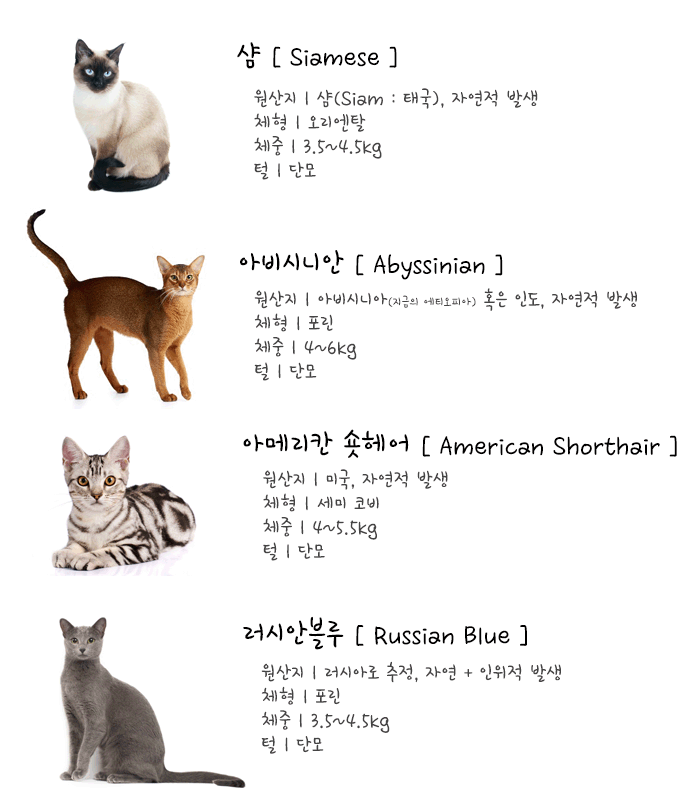 샴 [ Siamese ]
원산지 | 샴(Siam : 태국), 자연적 발생
체형 | 오리엔탈
체중 | 3.5~4.5kg
털 | 단모
아비시니안 [ Abyssinian ]
원산지 | 아비시니아(지금의 에티오피아) 혹은 인도, 자연적 발생
체형 | 포린
체중 | 4~6kg
털 | 단모
아메리칸 숏헤어 [ American Shorthair ]
원산지 | 미국, 자연적 발생
체형 | 세미 코비
체중 | 4~5.5kg
털 | 단모
러시안블루 [ Russian Blue ]
원산지 | 러시아로 추정, 자연 + 인위적 발생
체형 | 포린
체중 | 3.5~4.5kg
털 | 단모